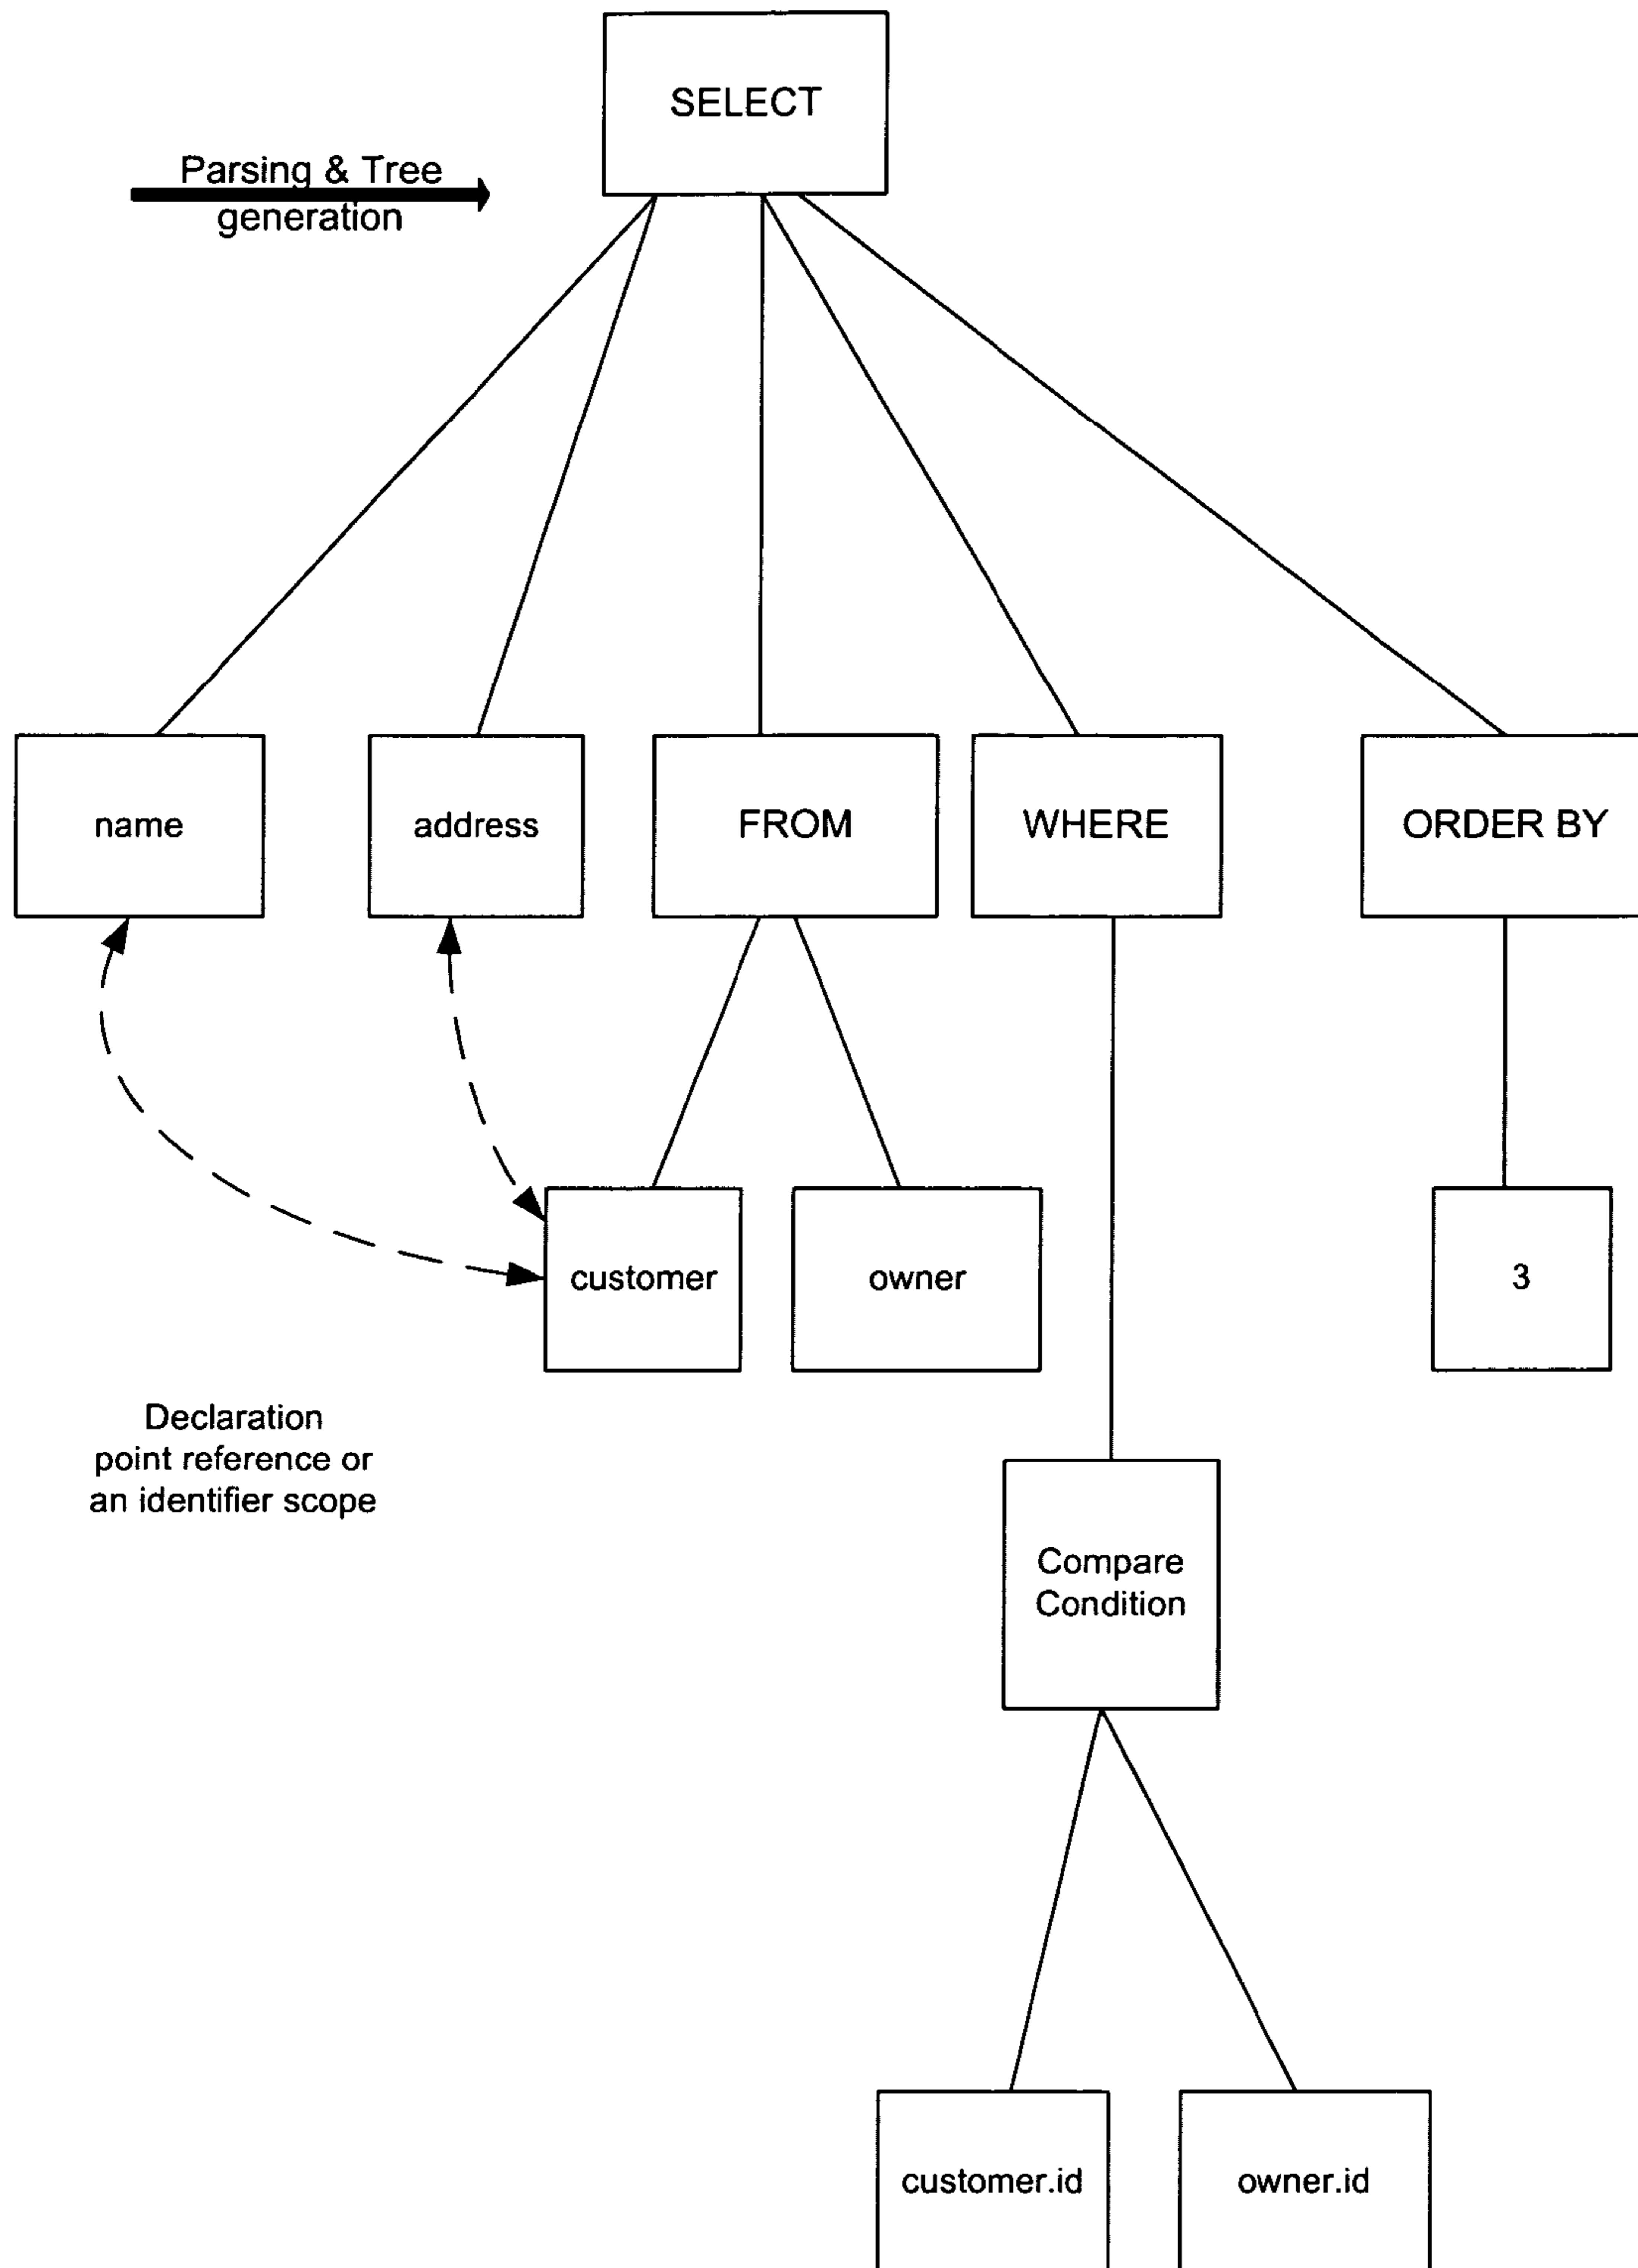 SELECT
Parsing & Tree
generation
name
address
FROM
WHERE
ORDER BY
customer
owner
3
Declaration
point reference or
an identifier scope
Compare
Condition
customer.id
owner.id